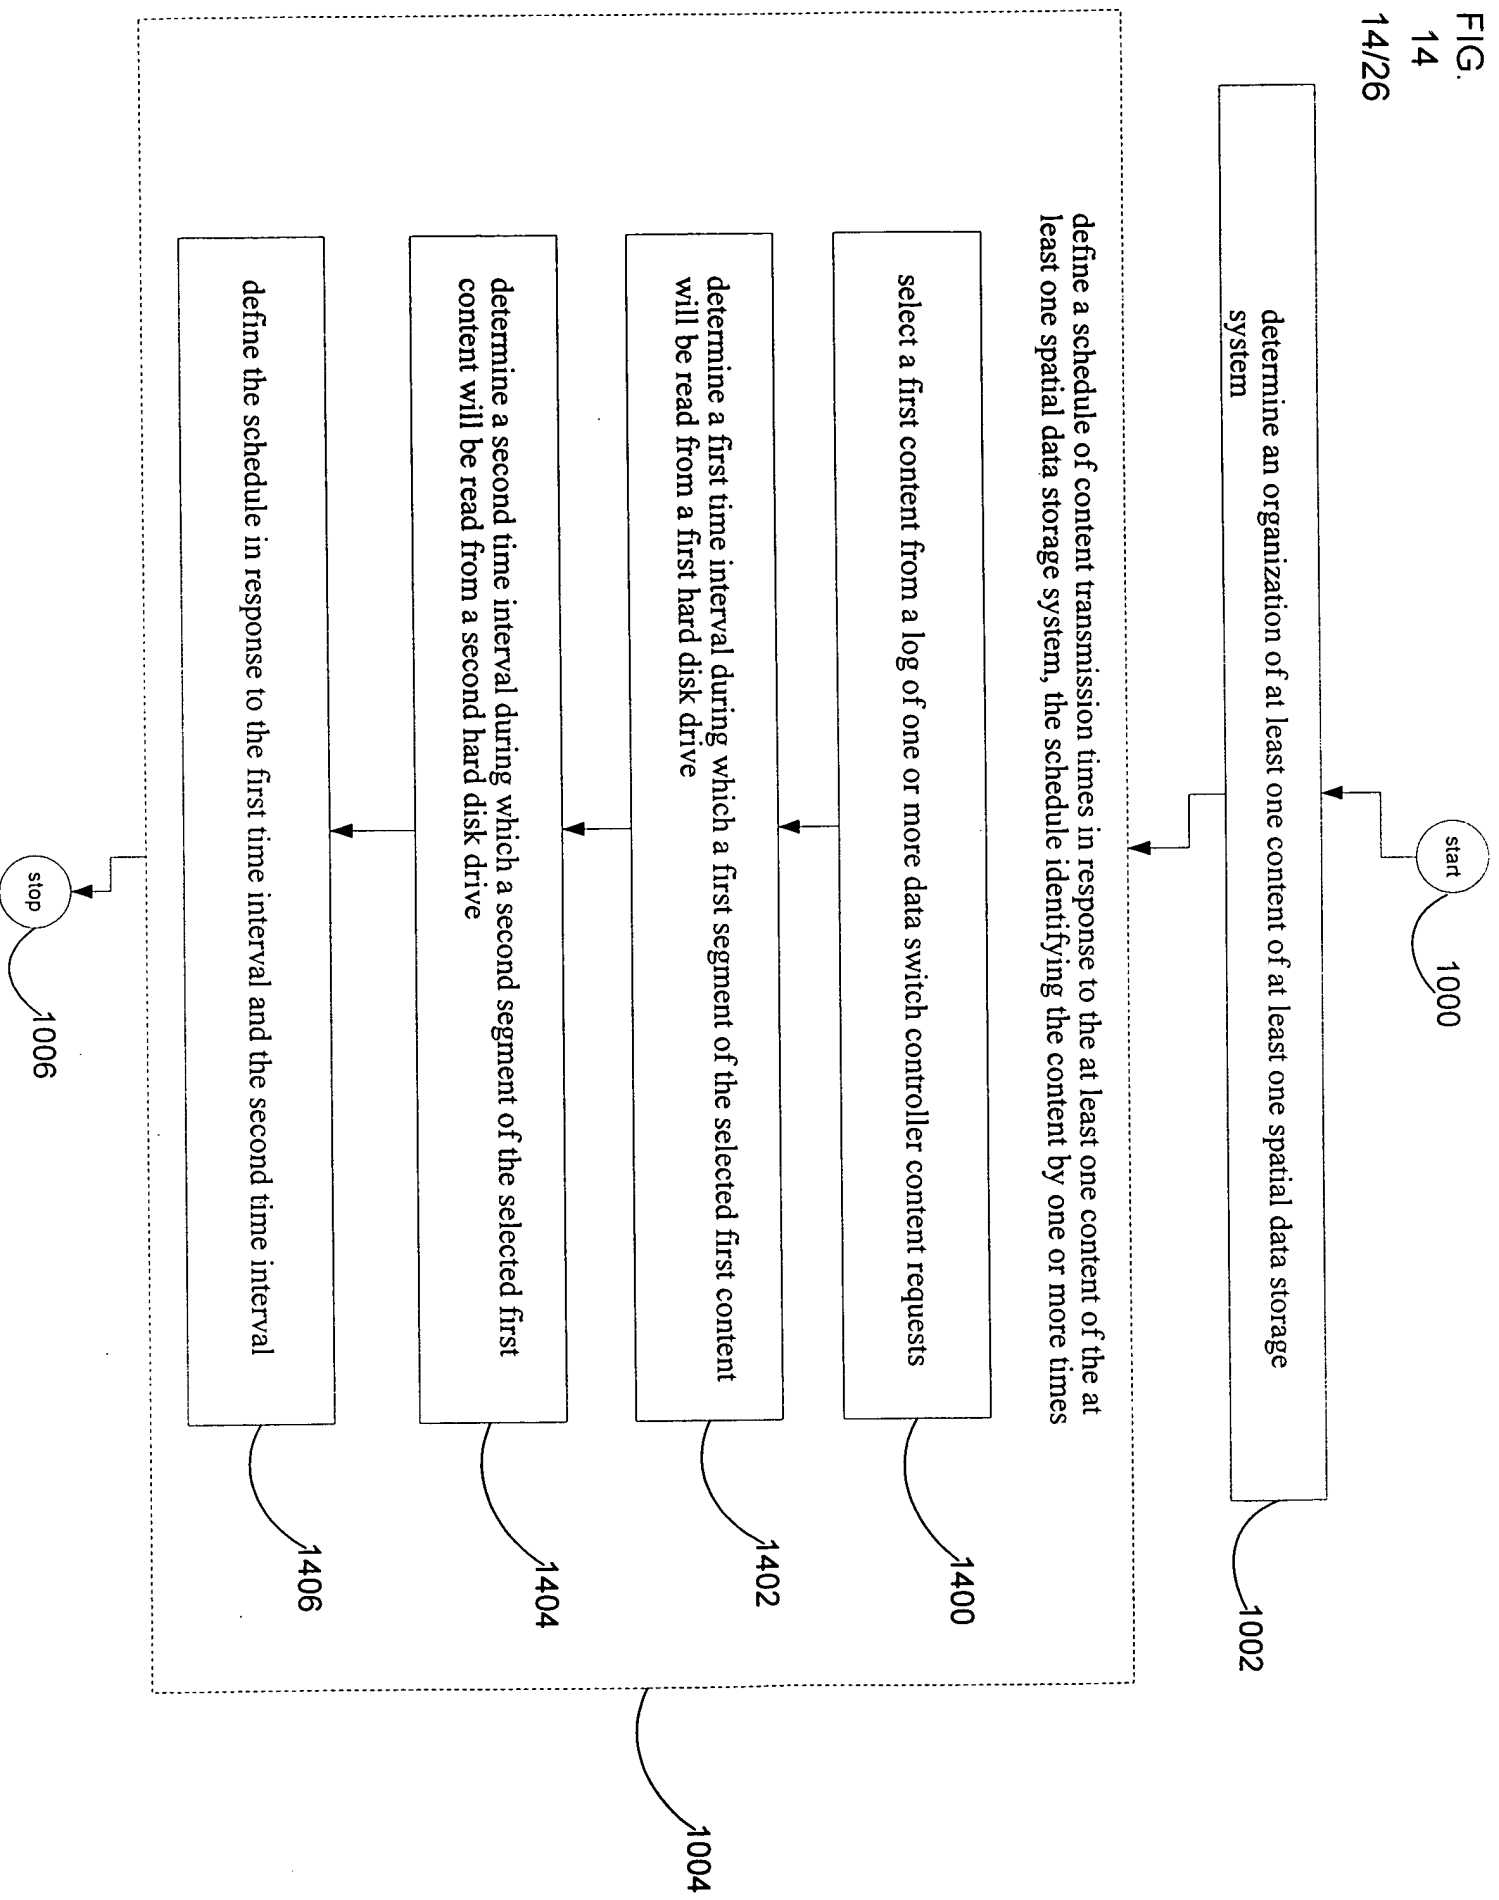 FIG.
14
14/26
start
1000
determine an organization of at least one content of at least one spatial data storage
system
1002
define a schedule of content transmission times in response to the at least one content of the at
least one spatial data storage system, the schedule identifying the content by one or more times
select a first content from a log of one or more data switch controller content requests
1400
determine a first time interval during which a first segment of the selected first content
will be read from a first hard disk drive
1402
determine a second time interval during which a second segment of the selected first
content will be read from a second hard disk drive
1404
define the schedule in response to the first time interval and the second time interval
1406
1004
stop
1006